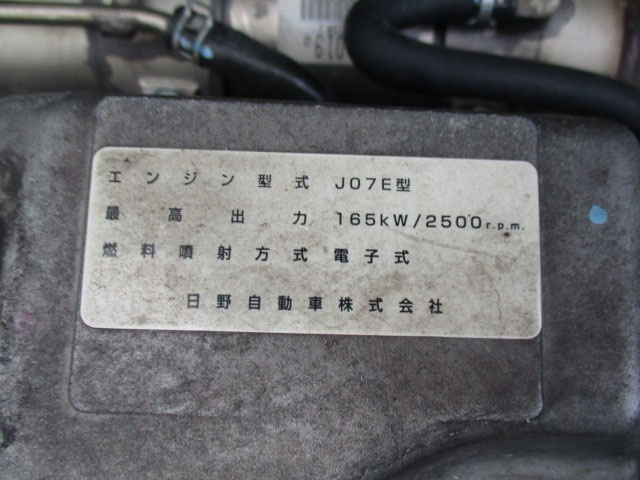 エンジン型式 J07E型
最高出力 165kW/2500r.p.m.
燃料噴射方式 電子式
日野自動車株式会社